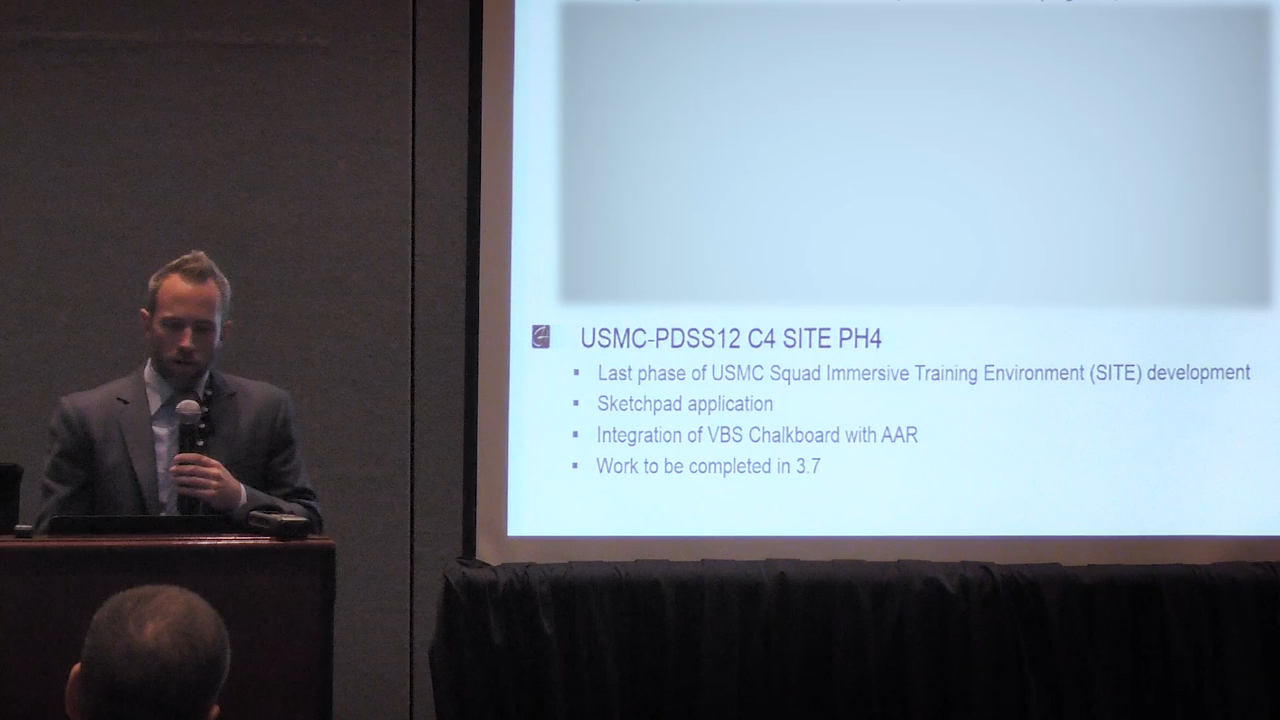 USMC-PDSS12 C4 SITE PH4
▪ Last phase of USMC Squad Immersive Training Environment (SITE) development
▪ Sketchpad application
▪ Integration of VBS Chalkboard with AAR
▪ Work to be completed in 3.7